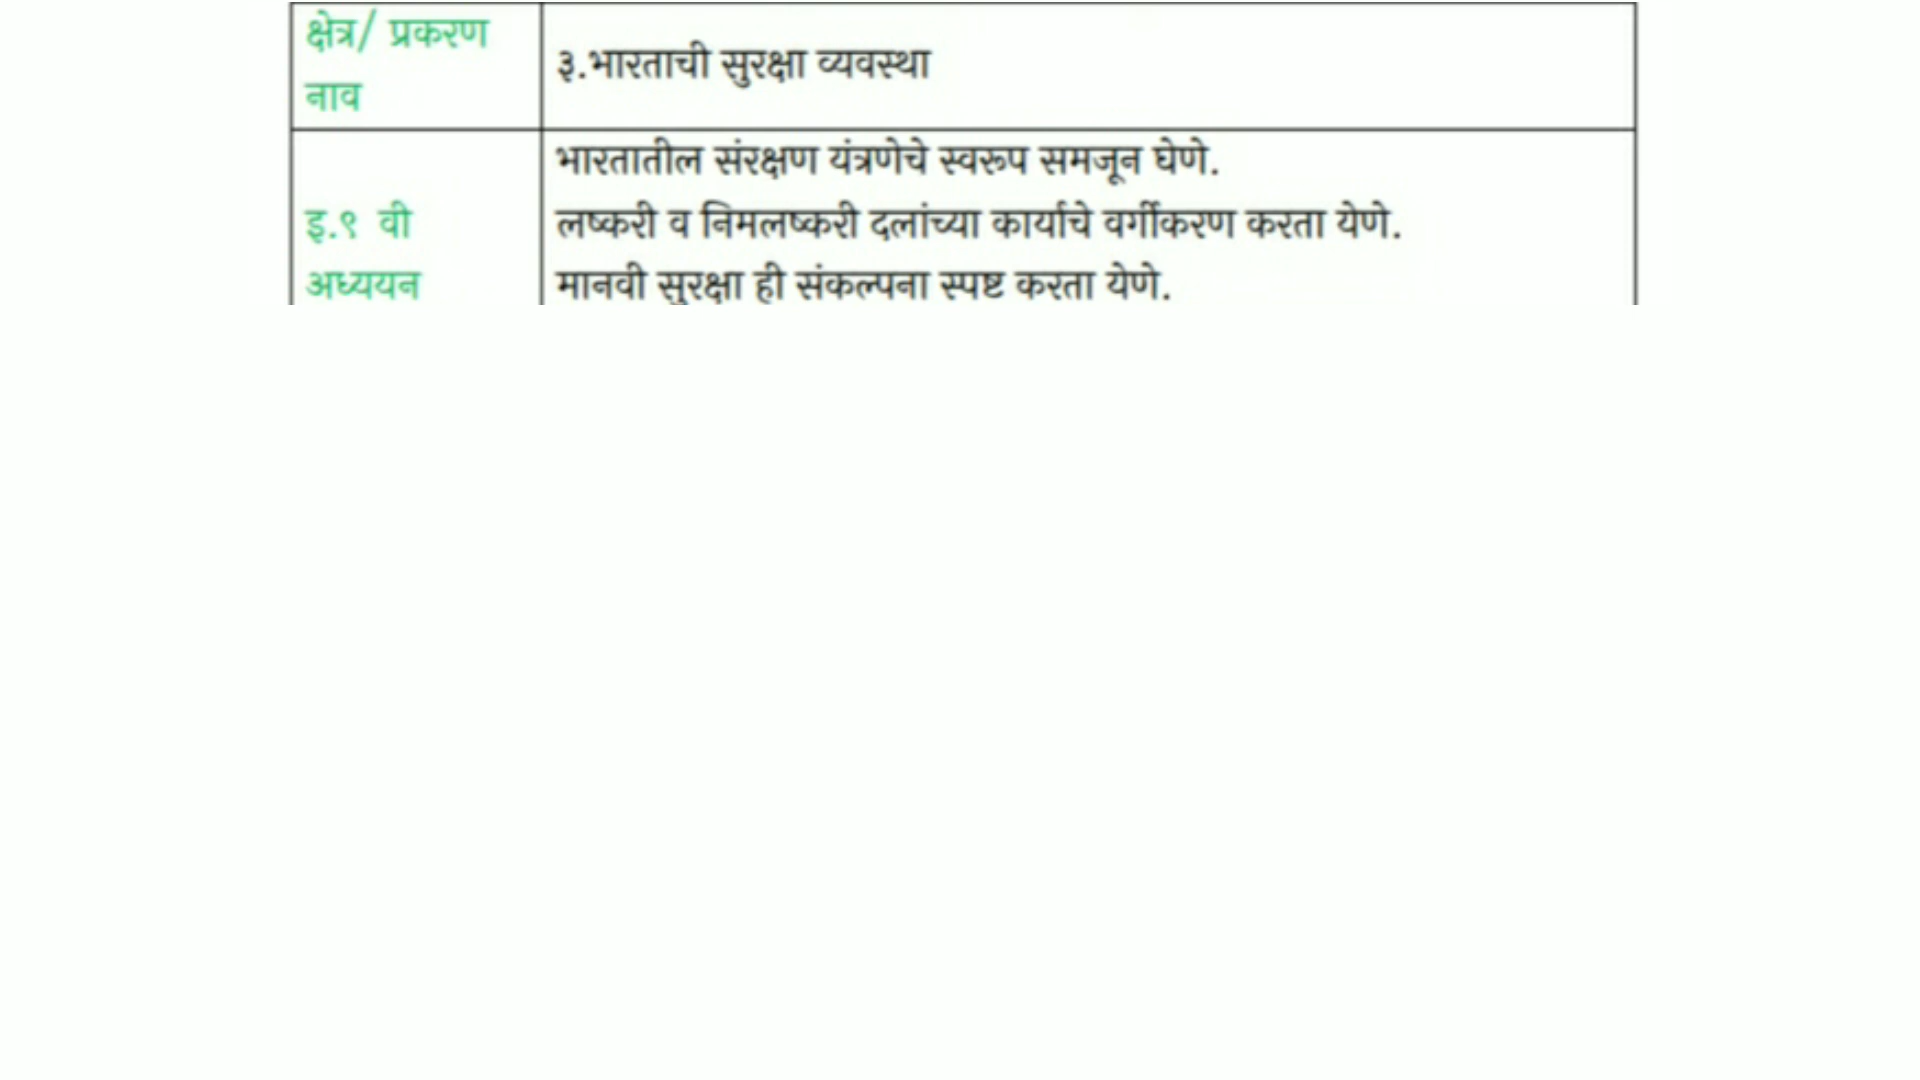 क्षेत्र/ प्रकरण
नाव
३.भारताची सुरक्षा व्यवस्था
भारतातील संरक्षण यंत्रणेचे स्वरूप समजून घेणे.
इ.९ वी
लष्करी व निमलष्करी दलांच्या कार्याचे वर्गीकरण करता येणे.
अध्ययन
मानवी सुरक्षा ही संकल्पना स्पष्ट करता येणे.